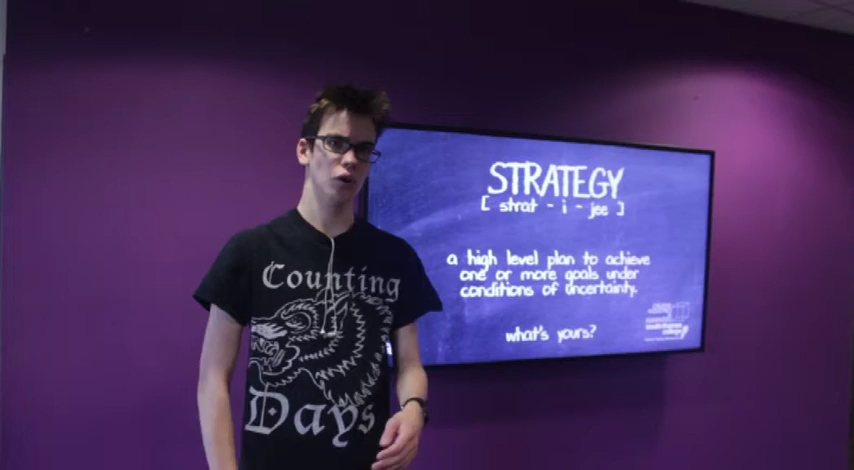 Counting
Days
STRATEGY
[ strat - i - jee ]
a high level plan to achieve
one or more goals under
conditions of uncertainty.
what's yours?